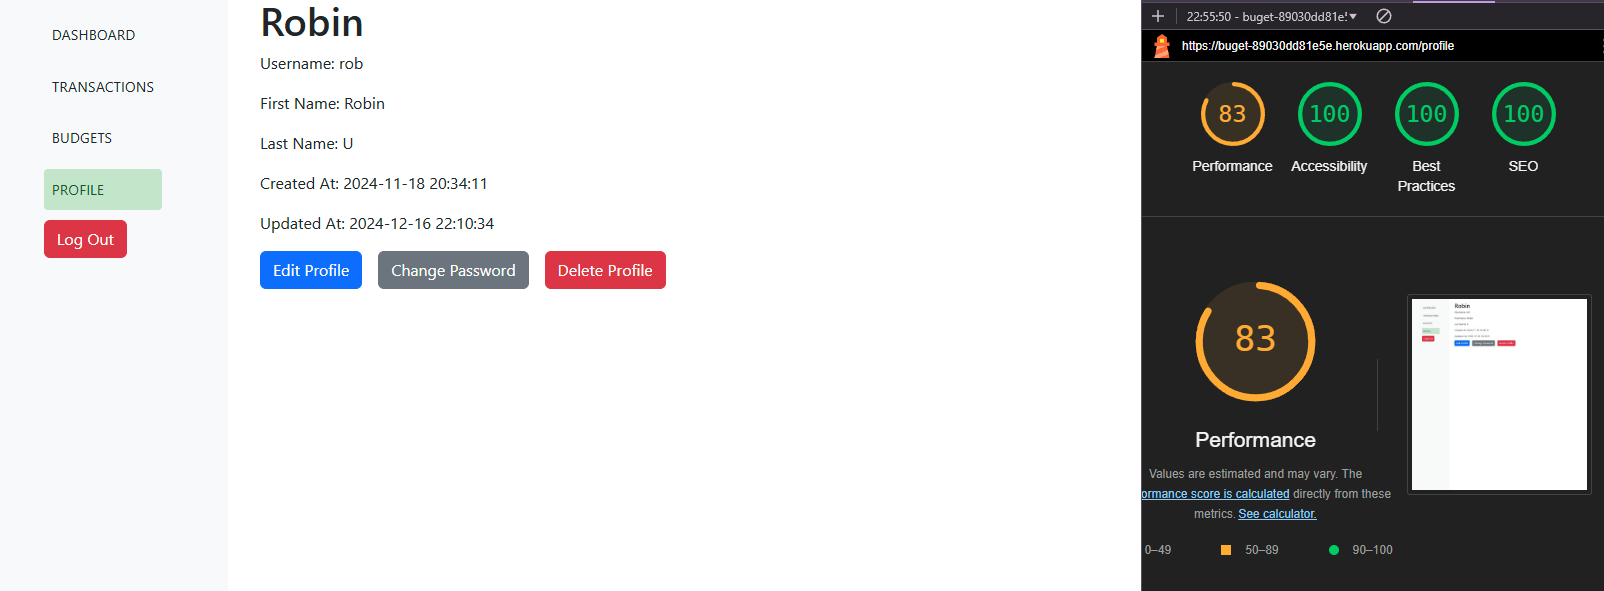 DASHBOARD
TRANSACTIONS
BUDGETS
PROFILE
Log Out
Robin
Username: rob
First Name: Robin
Last Name: U
Created At: 2024-11-18 20:34:11
Updated At: 2024-12-16 22:10:34
Edit Profile
Change Password
Delete Profile
22:55:50 - buget-89030dd81e!
https://buget-89030dd81e5e.herokuapp.com/profile
83
Performance
100
Accessibility
100
Best
Practices
100
SEO
83
Performance
Values are estimated and may vary. The
ormance score is calculated directly from these
metrics. See calculator.
0–49
50–89
90–100
Robin